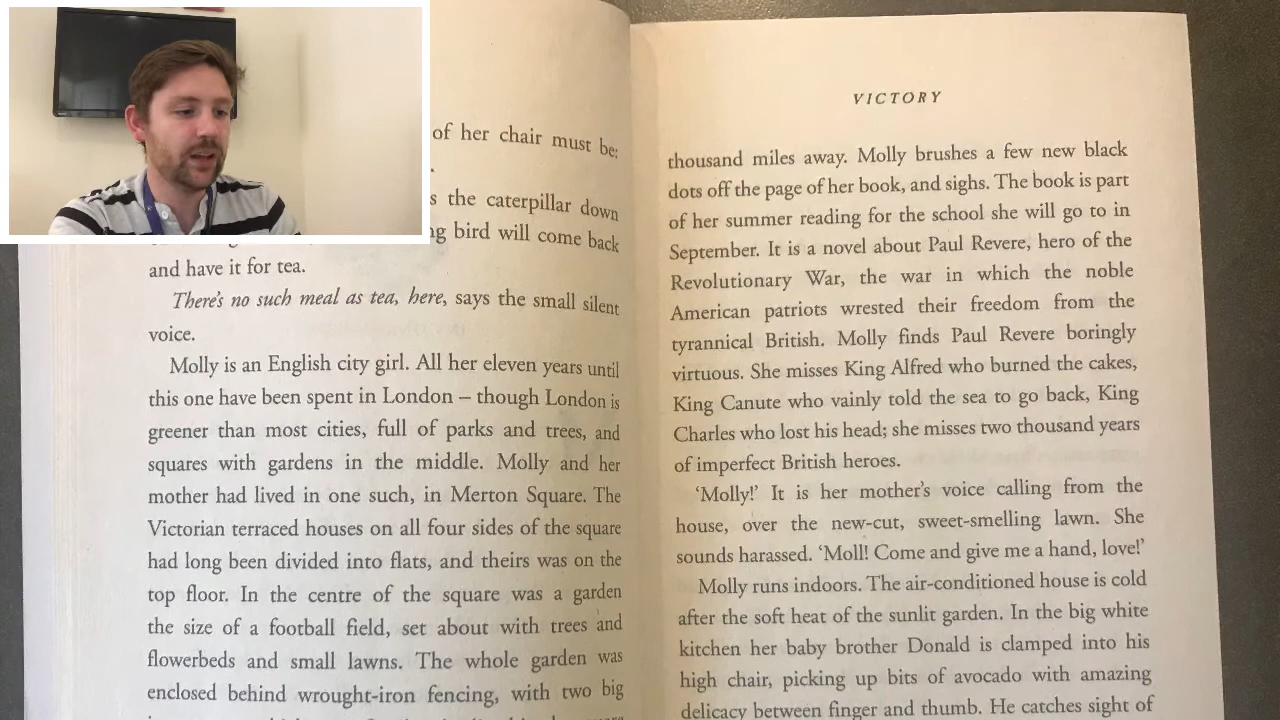 of her chair must be:
the caterpillar down
bird will come back
and have it for tea.
There's no such meal as tea, here, says the small silent
voice.
Molly is an English city girl. All her eleven years until
this one have been spent in London – though London is
greener than most cities, full of parks and trees, and
squares with gardens in the middle. Molly and her
mother had lived in one such, in Merton Square. The
Victorian terraced houses on all four sides of the square
had long been divided into flats, and theirs was on the
top floor. In the centre of the square was a garden
the size of a football field, set about with trees and
flowerbeds and small lawns. The whole garden was
enclosed behind wrought-iron fencing, with two big
VICTORY
thousand miles away. Molly brushes a few new black
dots off the page of her book, and sighs. The book is part
of her summer reading for the school she will go to in
September. It is a novel about Paul Revere, hero of the
Revolutionary War, the war in which the noble
American patriots wrested their freedom from the
tyrannical British. Molly finds Paul Revere boringly
virtuous. She misses King Alfred who burned the cakes,
King Canute who vainly told the sea to go back, King
Charles who lost his head; she misses two thousand years
of imperfect British heroes.
‘Molly!’ It is her mother's voice calling from the
house, over the new-cut, sweet-smelling lawn. She
sounds harassed. ‘Moll! Come and give me a hand, love!’
Molly runs indoors. The air-conditioned house is cold
after the soft heat of the sunlit garden. In the big white
kitchen her baby brother Donald is clamped into his
high chair, picking up bits of avocado with amazing
delicacy between finger and thumb. He catches sight of